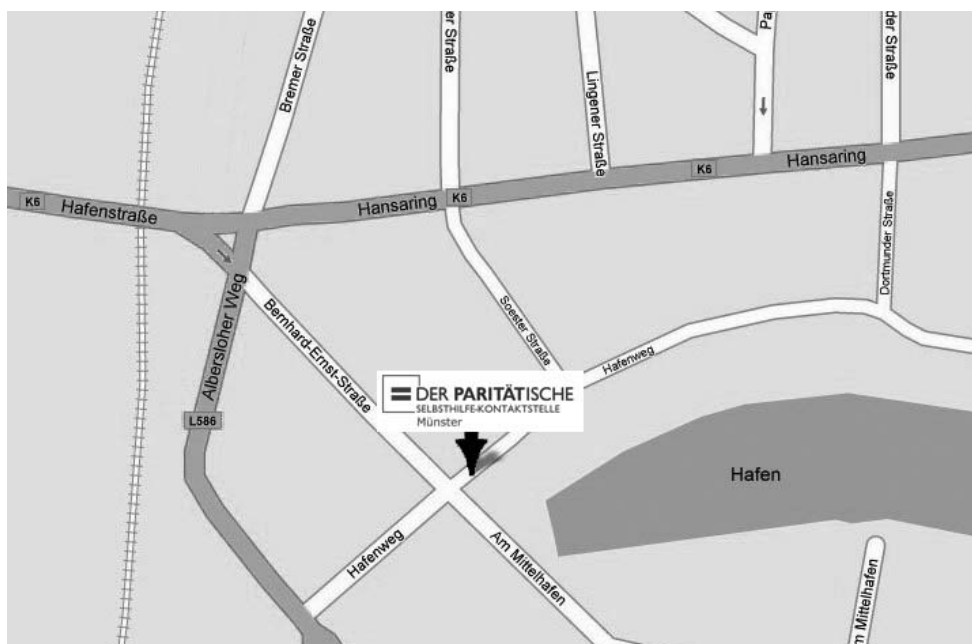 er Straße
Bremer Straße
Lingener Straße
Pa
der Straße
K6
Hafenstraße
Hansaring
K6
K6
Hansaring
Albersloher Weg
Bernhard-Ernst-Straße
Soester Straße
Dortmunder Straße
Hafenweg
DER PARITÄTISCHE
SELBSTHILFE-KONTAKTSTELLE
Münster
L586
Hafen
Hafenweg
Am Mittelhafen
m Mittelhafen